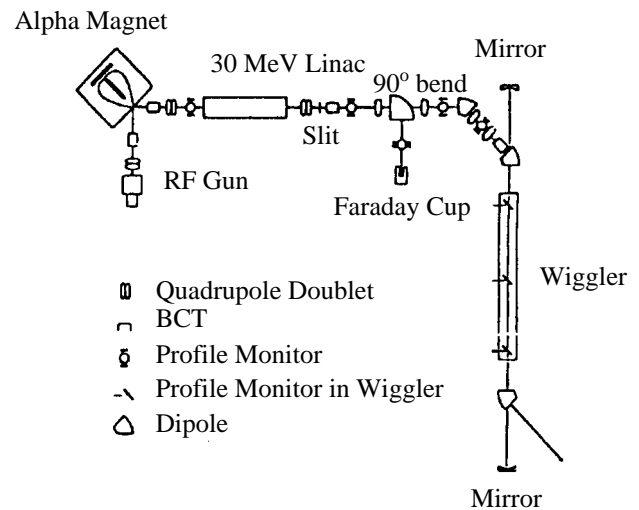 Alpha Magnet
Mirror
30 MeV Linac
90° bend
Slit
RF Gun
Faraday Cup
Wiggler
Quadrupole Doublet
BCT
Profile Monitor
Profile Monitor in Wiggler
Dipole
Mirror